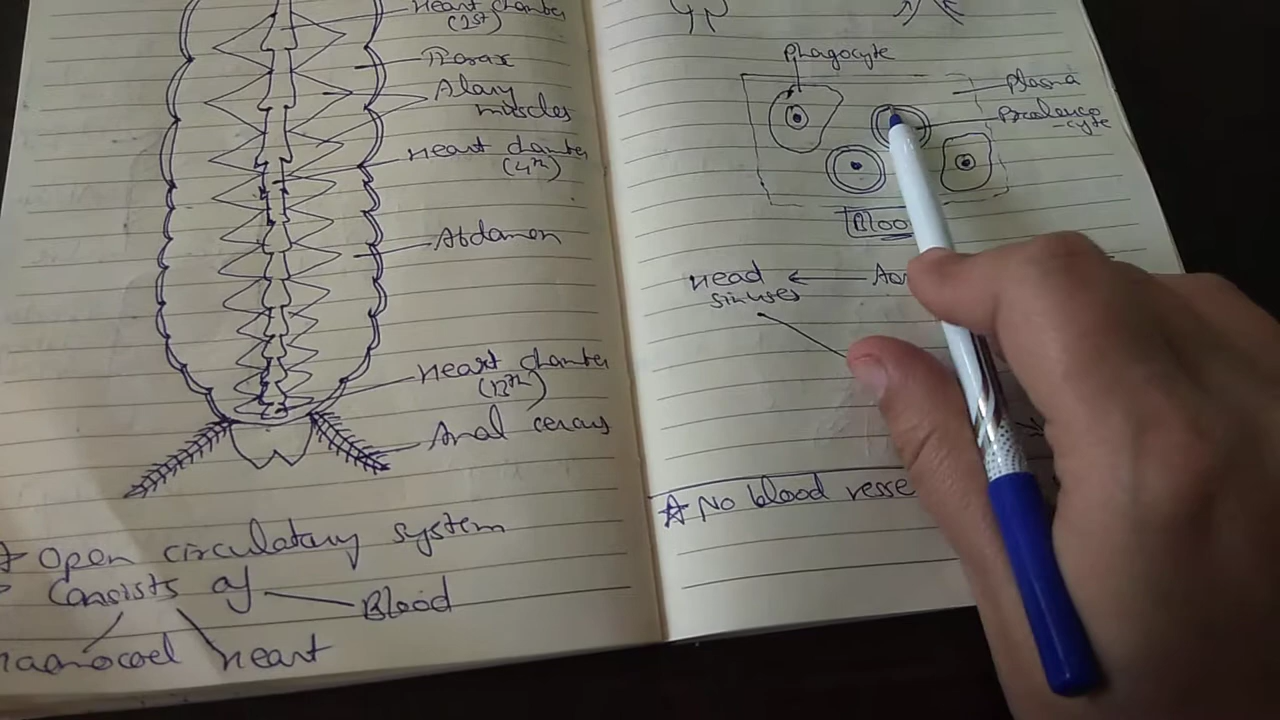 Heart chamber
(1st)
Thorax
Alary
muscles
Heart chamber
(4th)
Abdomen
Heart chamber
(13th)
Anal cercus
Open circulatory system
Consists of
Blood
heart
Phagocyte
Plasma
-cyte
Head
sinuses
No blood vesse